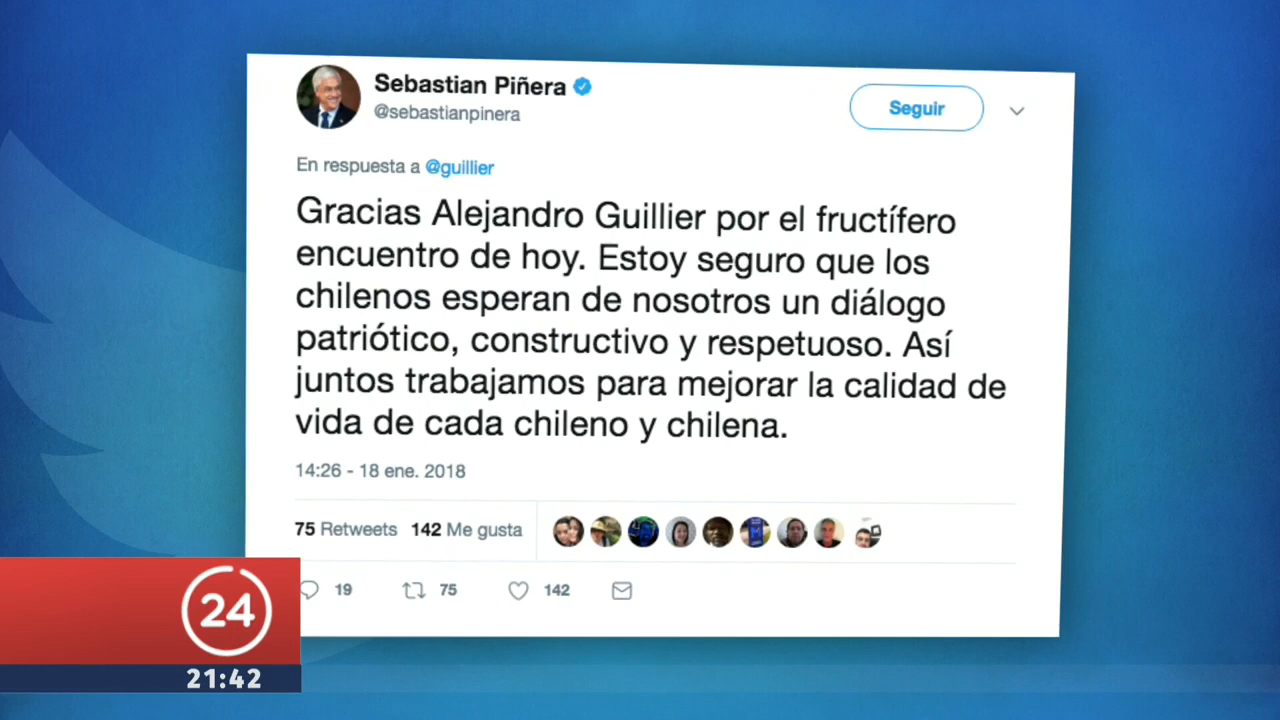 Sebastian Piñera
@sebastianpinera
Seguir
En respuesta a @guillier
Gracias Alejandro Guillier por el fructífero
encuentro de hoy. Estoy seguro que los
chilenos esperan de nosotros un diálogo
patriótico, constructivo y respetuoso. Así
juntos trabajamos para mejorar la calidad de
vida de cada chileno y chilena.
14:26 - 18 ene. 2018
75 Retweets 142 Me gusta
19 75 142
24
21:42